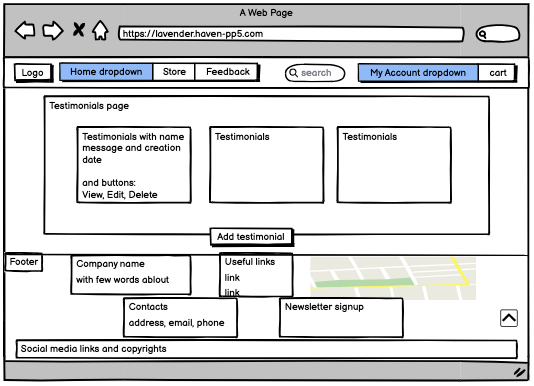 A Web Page
https://lavender.haven-pp5.com
Logo
Home dropdown
Store
Feedback
search
My Account dropdown
cart
Testimonials page
Testimonials with name
message and creation
date
and buttons:
View, Edit, Delete
Testimonials
Testimonials
Add testimonial
Footer
Company name
with few words ablout
Useful links
link
link
Contacts
address, email, phone
Newsletter signup
Social media links and copyrights